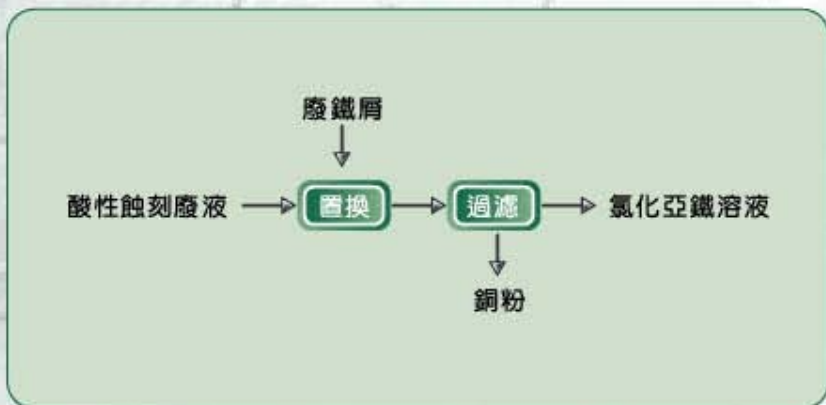 廢鐵屑
酸性蝕刻廢液
置換
過濾
氯化亞鐵溶液
銅粉